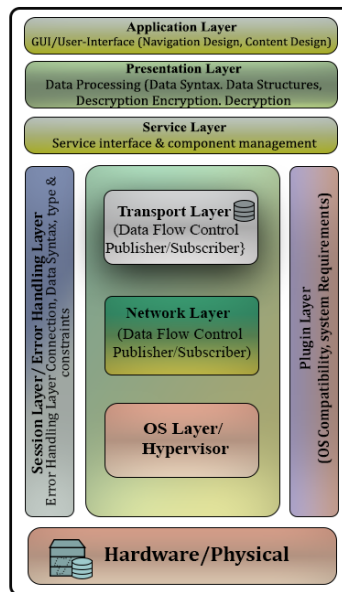 Application Layer
GUI/User-Interface (Navigation Design, Content Design)
Presentation Layer
Data Processing (Data Syntax. Data Structures,
Descryption Encryption. Decryption
Service Layer
Service interface & component management
Session Layer/ Error Handling Layer
Error Handling Layer Connection, Data Syntax, type &
constraints
Transport Layer
(Data Flow Control
Publisher/Subscriber}
Network Layer
(Data Flow Control
Publisher/Subscriber)
OS Layer/
Hypervisor
Plugin Layer
(OS Compatibility, system Requirements)
Hardware/Physical